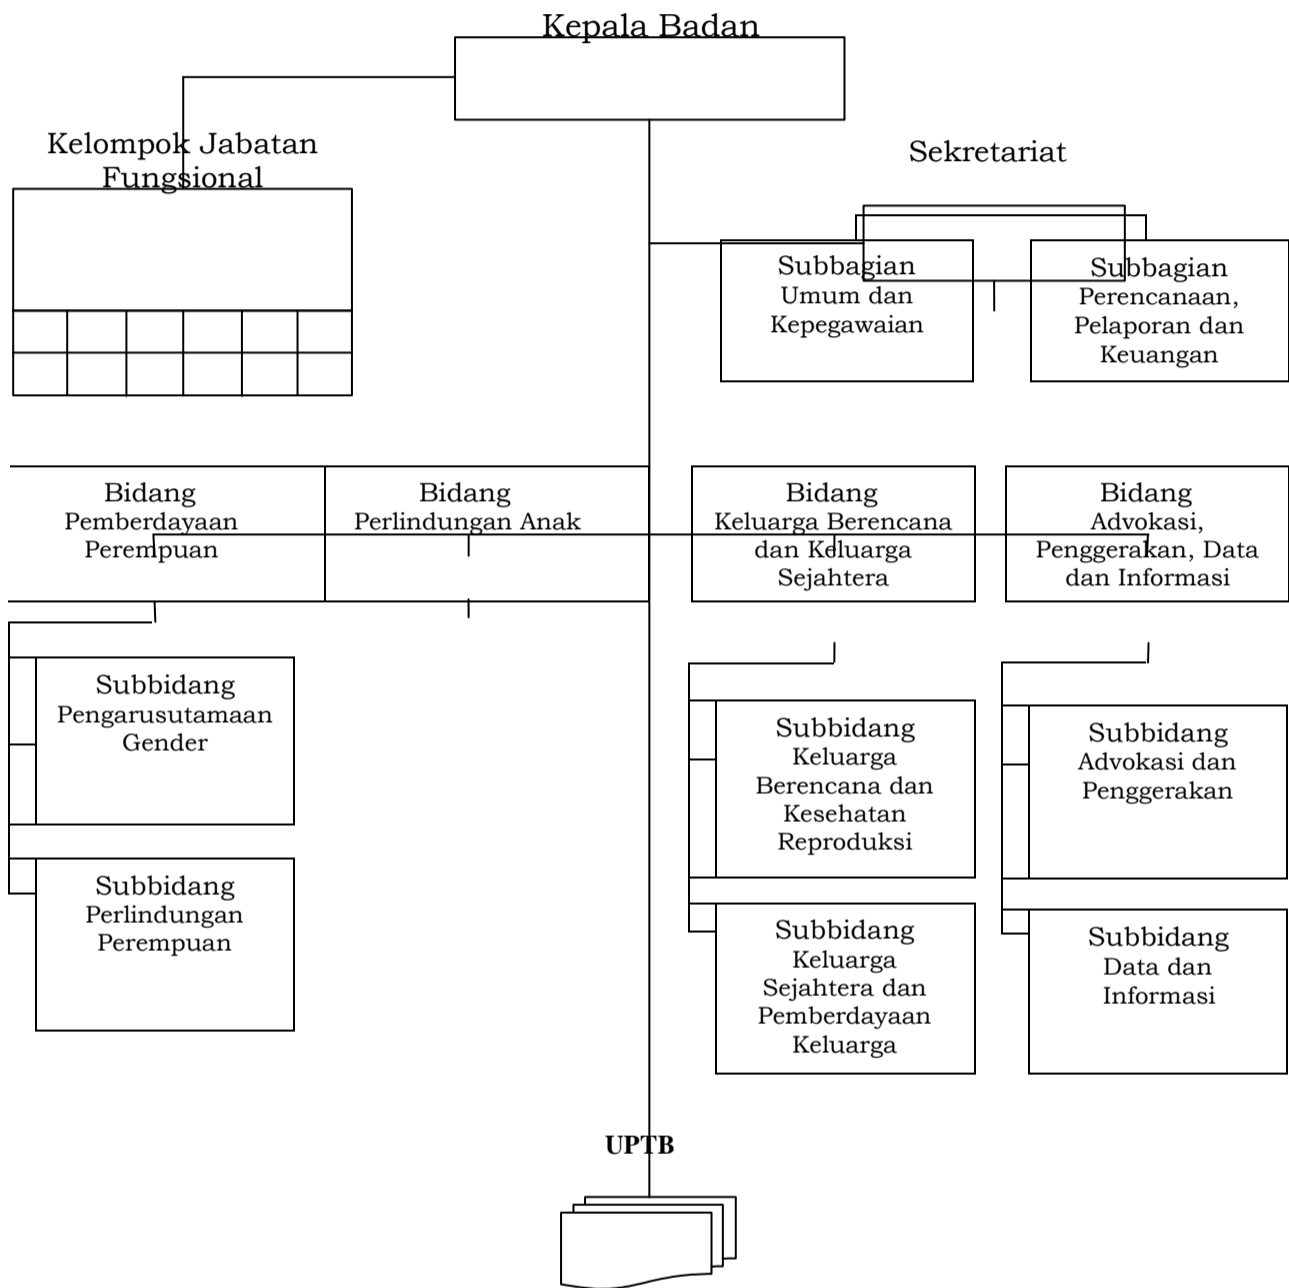 Kepala Badan
Kelompok Jabatan
Fungsional
Sekretariat
Subbagian
Umum dan
Kepegawaian
Subbagian
Perencanaan,
Pelaporan dan
Keuangan
Bidang
Pemberdayaan
Perempuan
Bidang
Perlindungan Anak
Bidang
Keluarga Berencana
dan Keluarga
Sejahtera
Bidang
Advokasi,
Penggerakan, Data
dan Informasi
Subbidang
Pengarusutamaan
Gender
Subbidang
Perlindungan
Perempuan
Subbidang
Keluarga
Berencana dan
Kesehatan
Reproduksi
Subbidang
Keluarga
Sejahtera dan
Pemberdayaan
Keluarga
Subbidang
Advokasi dan
Penggerakan
Subbidang
Data dan
Informasi
UPTB